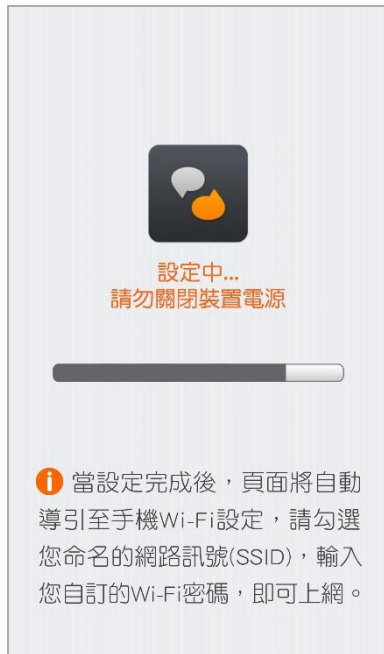 設定中...
請勿關閉裝置電源
當設定完成後，頁面將自動
導引至手機Wi-Fi設定，請勾選
您命名的網路訊號(SSID)，輸入
您自訂的Wi-Fi密碼，即可上網。